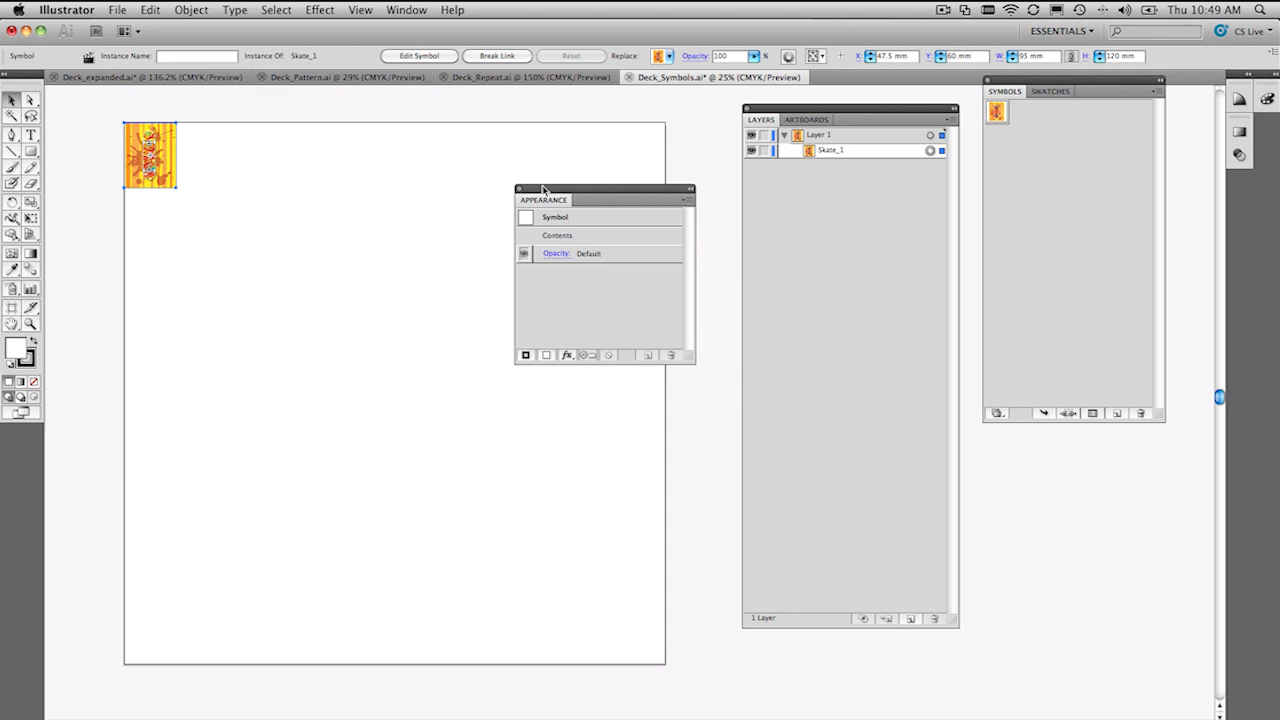 Illustrator File Edit Object Type Select Effect View Window Help Thu 10:49 AM
Ai Br ESSENTIALS CS Live
Symbol Instance Name: Instance Of: Skate_1 Edit Symbol Break Link Reset Replace: Opacity: 100 % X: 47.5 mm Y: 60 mm W: 95 mm H: 120 mm
Deck_expanded.ai* @ 136.2% (CMYK/Preview) Deck_Pattern.ai @ 29% (CMYK/Preview) Deck_Repeat.ai @ 150% (CMYK/Preview) Deck_Symbols.ai* @ 25% (CMYK/Preview)
SYMBOLS SWATCHES
LAYERS ARTBOARDS
Layer 1
Skate_1
APPEARANCE
Symbol
Contents
Opacity: Default
fx
1 Layer